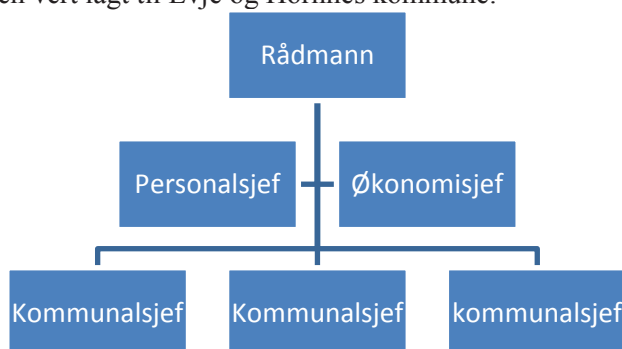 vert lagt til Evje og Hornnes kommune.
Rådmann
Personalsjef Økonomisjef
Kommunalsjef Kommunalsjef kommunalsjef